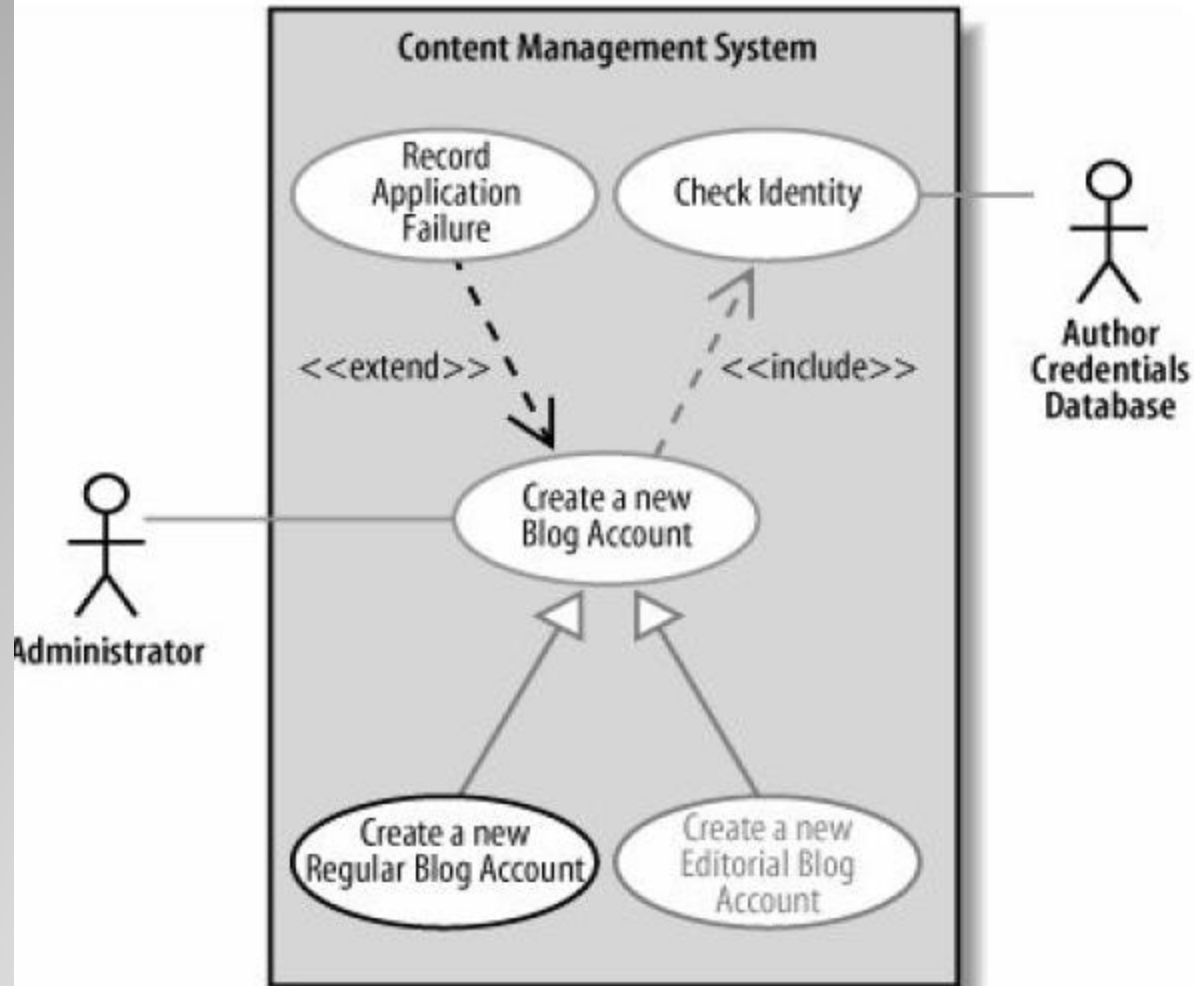 Content Management System
Record
Application
Failure
Check Identity
<<extend>>
<<include>>
Author
Credentials
Database
Create a new
Blog Account
Administrator
Create a new
Regular Blog Account
Create a new
Editorial Blog
Account